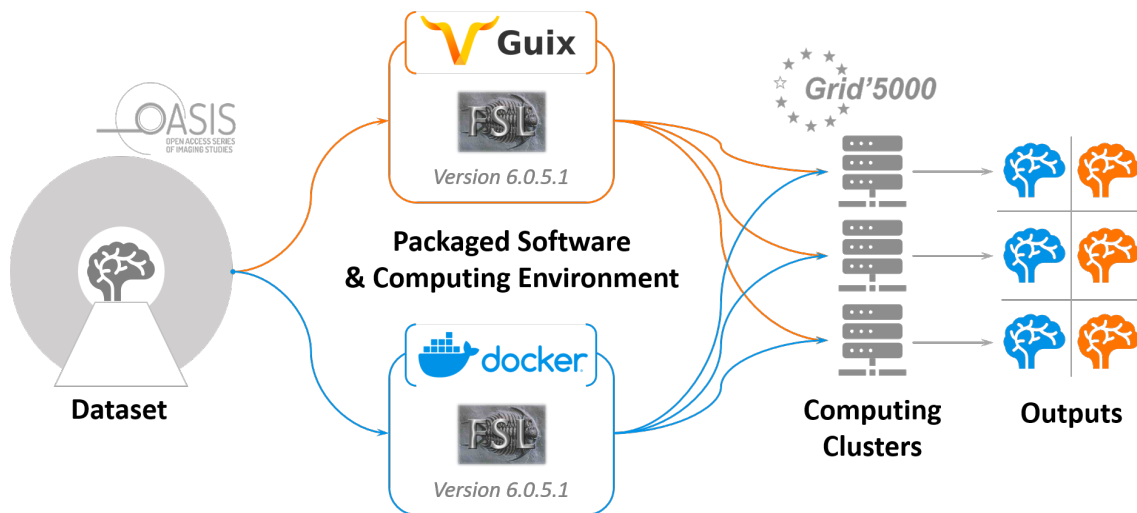 OASIS
OPEN ACCESS SERIES
OF IMAGING STUDIES
Dataset
Guix
FSL
Version 6.0.5.1
Packaged Software
& Computing Environment
docker
FSL
Version 6.0.5.1
Grid'5000
Computing
Clusters
Outputs